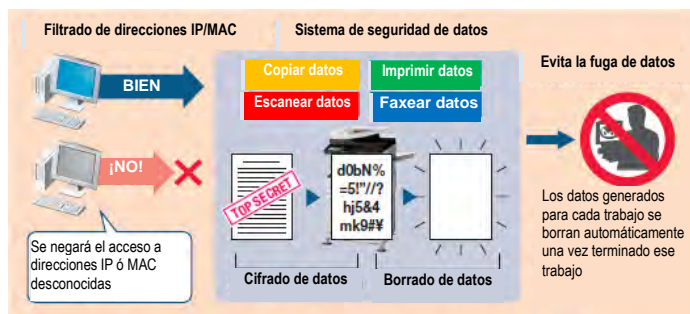 Filtrado de direcciones IP/MAC
Sistema de seguridad de datos
Evita la fuga de datos
BIEN
¡NO!
Copiar datos
Imprimir datos
Escanear datos
Faxear datos
TOP SECRET
d0bN%
=5!"//?
hj5&4
mk9#¥
Se negará el acceso a
direcciones IP ó MAC
desconocidas
Cifrado de datos
Borrado de datos
Los datos generados
para cada trabajo se
borran automáticamente
una vez terminado ese
trabajo